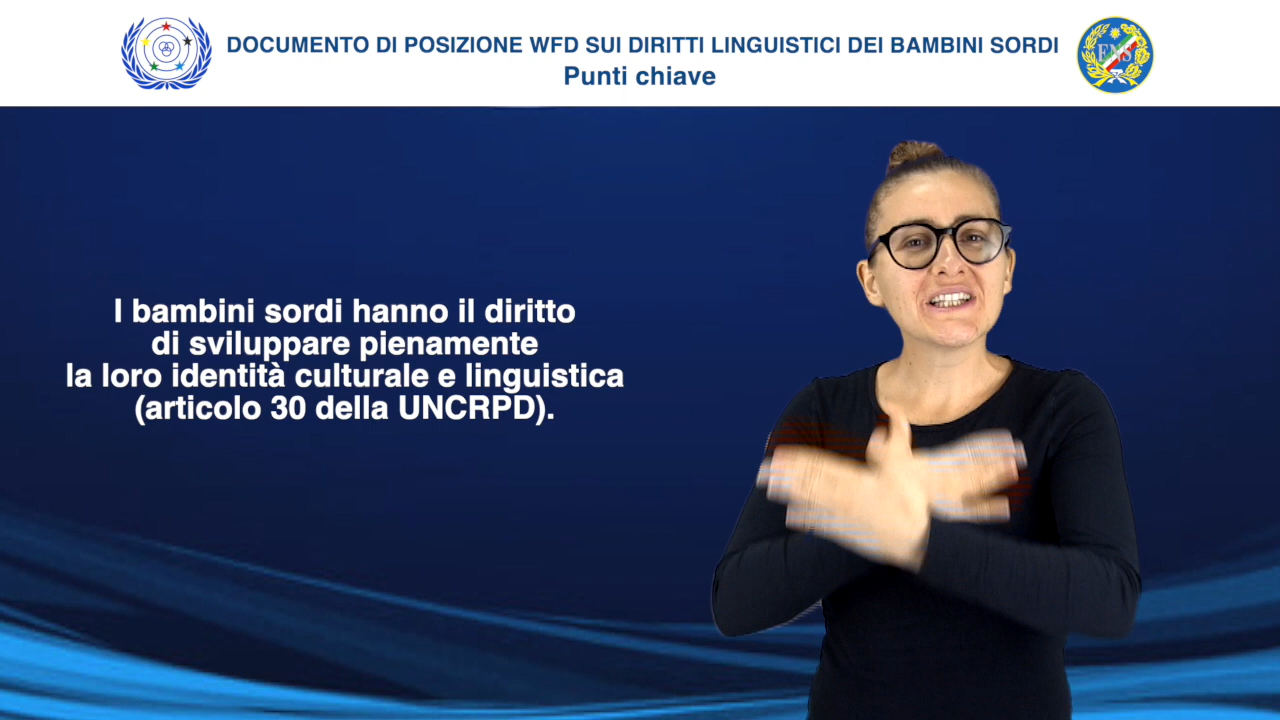 DOCUMENTO DI POSIZIONE WFD SUI DIRITTI LINGUISTICI DEI BAMBINI SORDI
Punti chiave
ENS
I bambini sordi hanno il diritto
di sviluppare pienamente
la loro identità culturale e linguistica
(articolo 30 della UNCRPD).